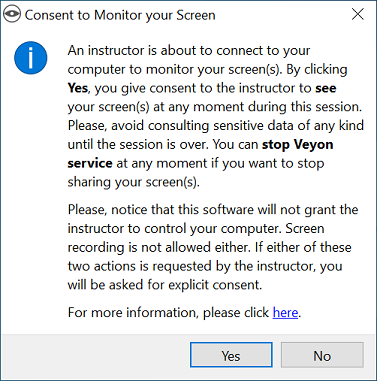 Consent to Monitor your Screen
An instructor is about to connect to your
computer to monitor your screen(s). By clicking
Yes, you give consent to the instructor to see
your screen(s) at any moment during this session.
Please, avoid consulting sensitive data of any kind
until the session is over. You can stop Veyon
service at any moment if you want to stop
sharing your screen(s).
Please, notice that this software will not grant the
instructor to control your computer. Screen
recording is not allowed either. If either of these
two actions is requested by the instructor, you
will be asked for explicit consent.
For more information, please click here.
Yes
No